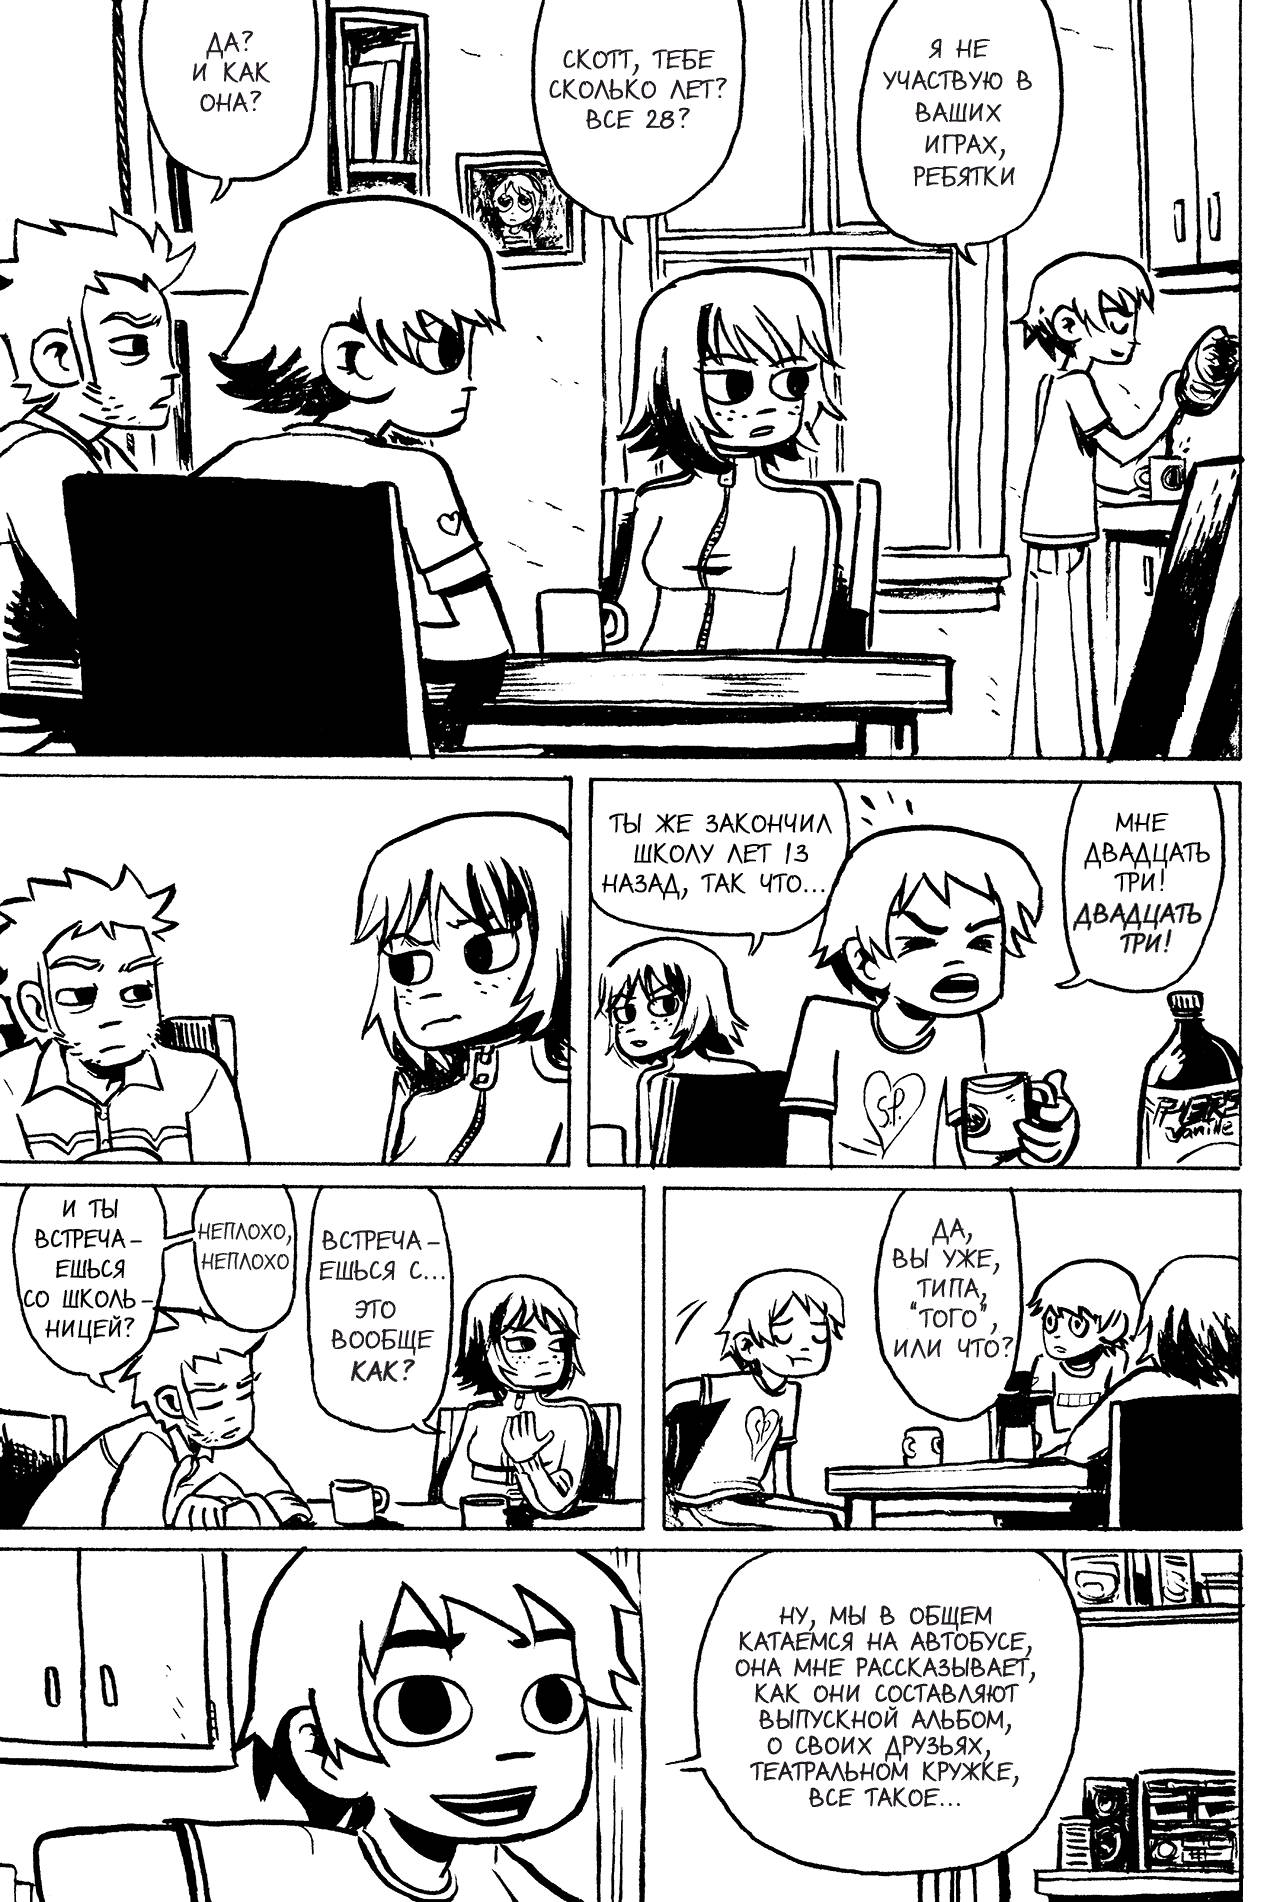 ДА?
И КАК
ОНА?
СКОТТ, ТЕБЕ
СКОЛЬКО ЛЕТ?
ВСЕ 28?
Я НЕ
УЧАСТВУЮ В
ВАШИХ
ИГРАХ,
РЕБЯТКИ
ТЫ ЖЕ ЗАКОНЧИЛ
ШКОЛУ ЛЕТ 13
НАЗАД, ТАК ЧТО...
МНЕ
ДВАДЦАТЬ
ТРИ!
ДВАДЦАТЬ
ТРИ!
S.P.
Vanille
И ТЫ
ВСТРЕЧА-
ЕШЬСЯ
СО ШКОЛЬ-
НИЦЕЙ?
НЕПЛОХО,
НЕПЛОХО
ВСТРЕЧА-
ЕШЬСЯ С...
ЭТО
ВООБЩЕ
КАК?
ДА,
ВЫ УЖЕ,
ТИПА,
"ТОГО",
ИЛИ ЧТО?
SP
НУ, МЫ В ОБЩЕМ
КАТАЕМСЯ НА АВТОБУСЕ,
ОНА МНЕ РАССКАЗЫВАЕТ,
КАК ОНИ СОСТАВЛЯЮТ
ВЫПУСКНОЙ АЛЬБОМ,
О СВОИХ ДРУЗЬЯХ,
ТЕАТРАЛЬНОМ КРУЖКЕ,
ВСЕ ТАКОЕ...